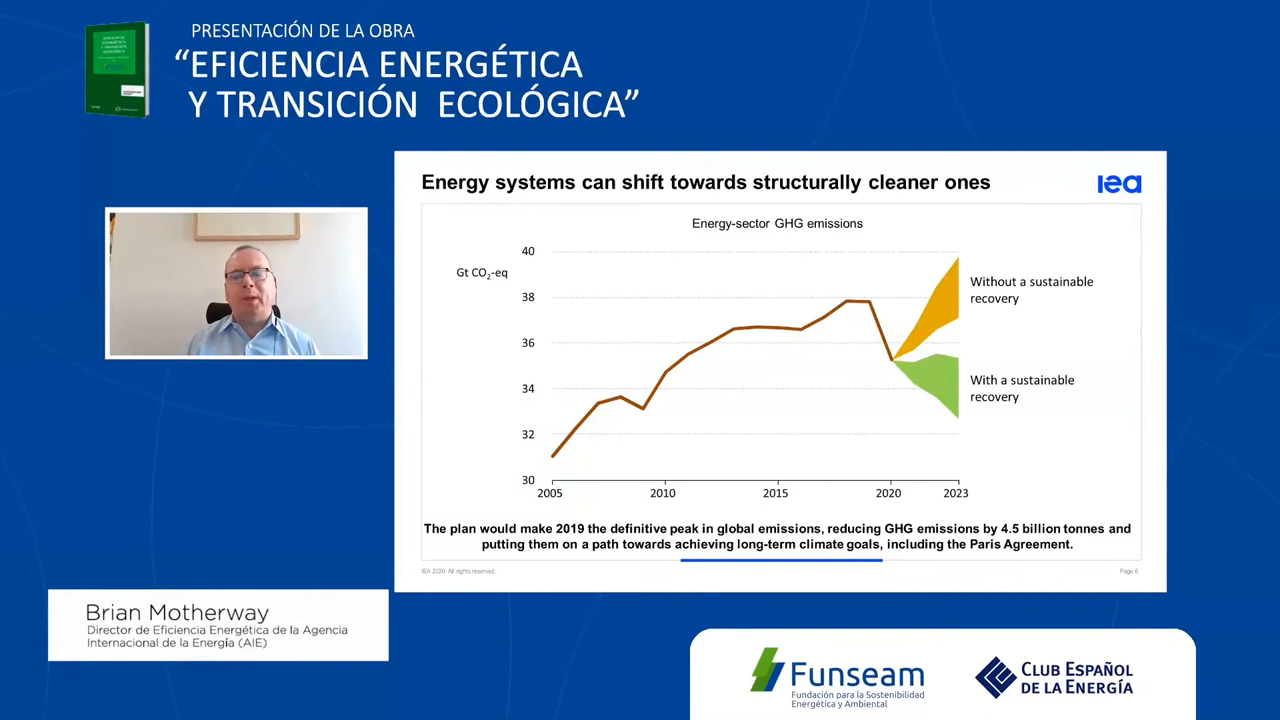 PRESENTACIÓN DE LA OBRA
“EFICIENCIA ENERGÉTICA
Y TRANSICIÓN ECOLÓGICA”
Energy systems can shift towards structurally cleaner ones
iea
Energy-sector GHG emissions
Gt CO₂-eq
40
38
36
34
32
30
2005
2010
2015
2020
2023
Without a sustainable
recovery
With a sustainable
recovery
The plan would make 2019 the definitive peak in global emissions, reducing GHG emissions by 4.5 billion tonnes and
putting them on a path towards achieving long-term climate goals, including the Paris Agreement.
IEA 2020. All rights reserved.
Page 6
Brian Motherway
Director de Eficiencia Energética de la Agencia
Internacional de la Energía (AIE)
Funseam
Fundación para la Sostenibilidad
Energética y Ambiental
CLUB ESPAÑOL
DE LA ENERGÍA